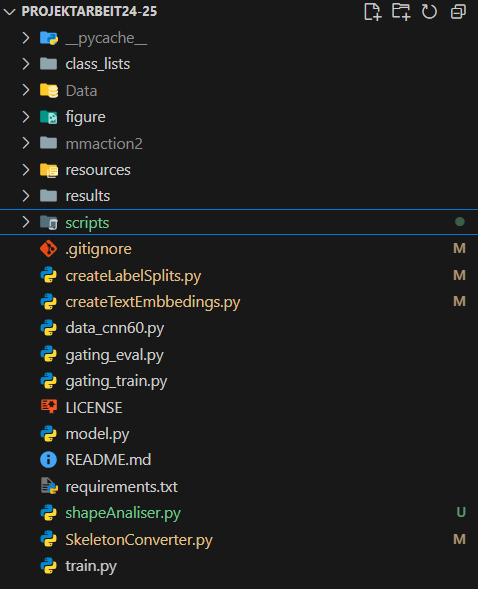 PROJEKTARBEIT24-25
__pycache__
class_lists
Data
figure
mmaction2
resources
results
scripts
.gitignore M
createLabelSplits.py M
createTextEmbbedings.py M
data_cnn60.py
gating_eval.py
gating_train.py
LICENSE
model.py
README.md
requirements.txt
shapeAnaliser.py U
SkeletonConverter.py M
train.py